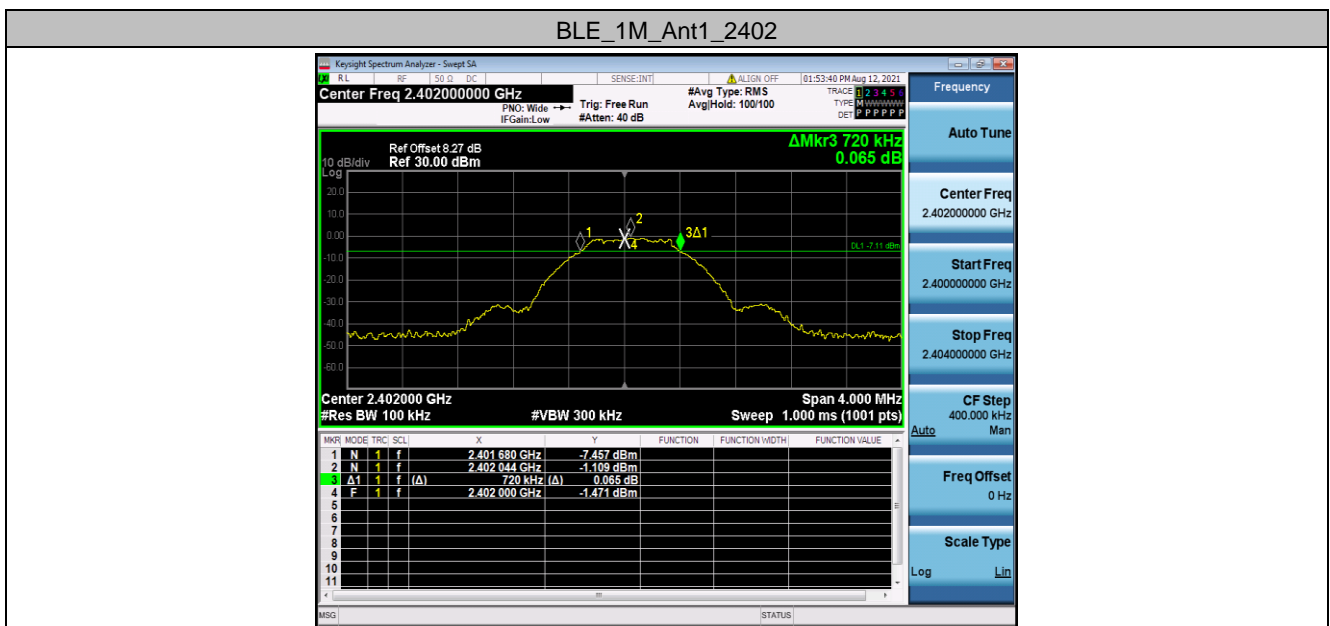 BLE_1M_Ant1_2402
Keysight Spectrum Analyzer - Swept SA
RL RF 50 Ω DC SENSE:INT ALIGN OFF 01:53:40 PM Aug 12, 2021
Center Freq 2.402000000 GHz #Avg Type: RMS TRACE 1 2 3 4 5 6
PNO: Wide Trig: Free Run Avg|Hold: 100/100 TYPE M WWWWW
IFGain:Low #Atten: 40 dB DET P P P P P P
Ref Offset 8.27 dB ΔMkr3 720 kHz
10 dB/div Ref 30.00 dBm 0.065 dB
Log
20.0
10.0
0.00
-10.0
-20.0
-30.0
-40.0
-50.0
-60.0
1
2
3Δ1
4
DL1 -7.11 dBm
Center 2.402000 GHz Span 4.000 MHz
#Res BW 100 kHz #VBW 300 kHz Sweep 1.000 ms (1001 pts)
MKR MODE TRC SCL X Y FUNCTION FUNCTION WIDTH FUNCTION VALUE
1 N 1 f 2.401 680 GHz -7.457 dBm
2 N 1 f 2.402 044 GHz -1.109 dBm
3 Δ1 1 f (Δ) 720 kHz (Δ) 0.065 dB
4 F 1 f 2.402 000 GHz -1.471 dBm
5
6
7
8
9
10
11
MSG STATUS
Frequency
Auto Tune
Center Freq
2.402000000 GHz
Start Freq
2.400000000 GHz
Stop Freq
2.404000000 GHz
CF Step
400.000 kHz
Auto Man
Freq Offset
0 Hz
Scale Type
Log Lin